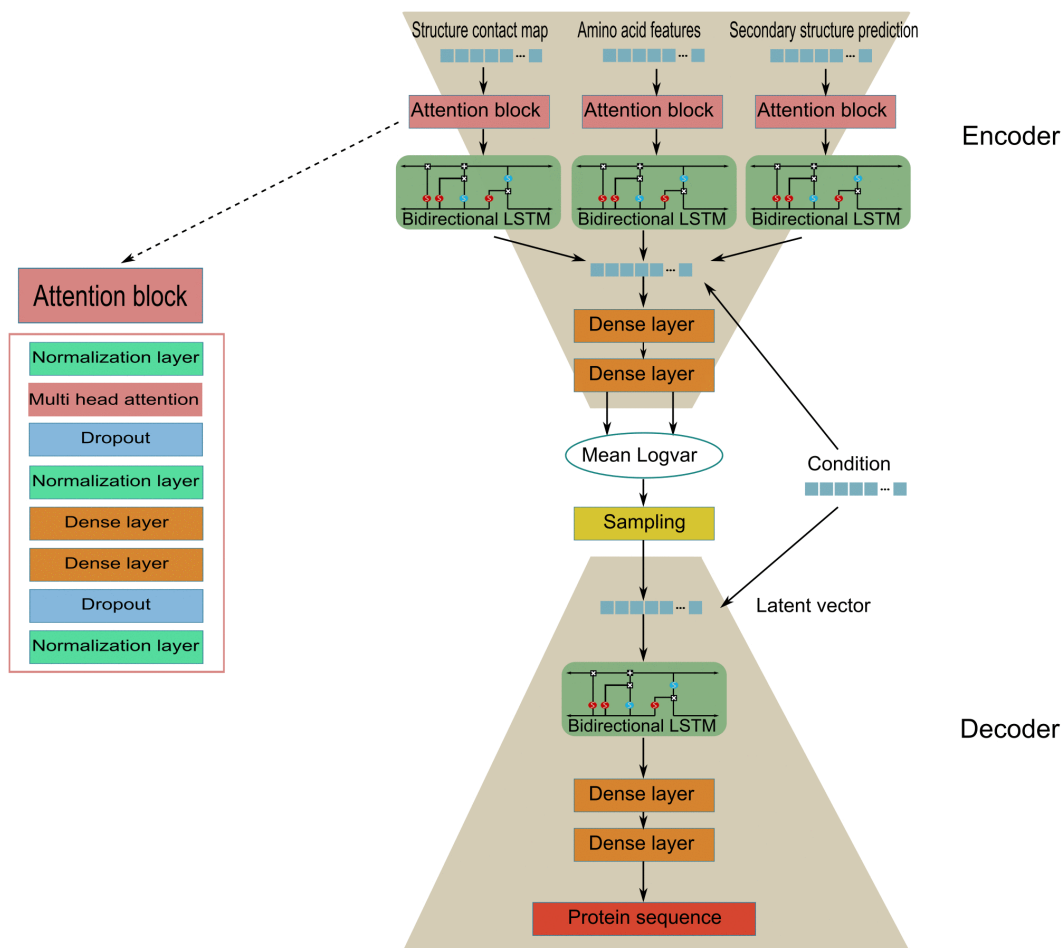 Structure contact map
Amino acid features
Secondary structure prediction
...
...
...
Attention block
Attention block
Attention block
Encoder
Bidirectional LSTM
Bidirectional LSTM
Bidirectional LSTM
...
Attention block
Normalization layer
Multi head attention
Dropout
Normalization layer
Dense layer
Dense layer
Dropout
Normalization layer
Dense layer
Dense layer
Mean Logvar
Condition
...
Sampling
...
Latent vector
Bidirectional LSTM
Decoder
Dense layer
Dense layer
Protein sequence